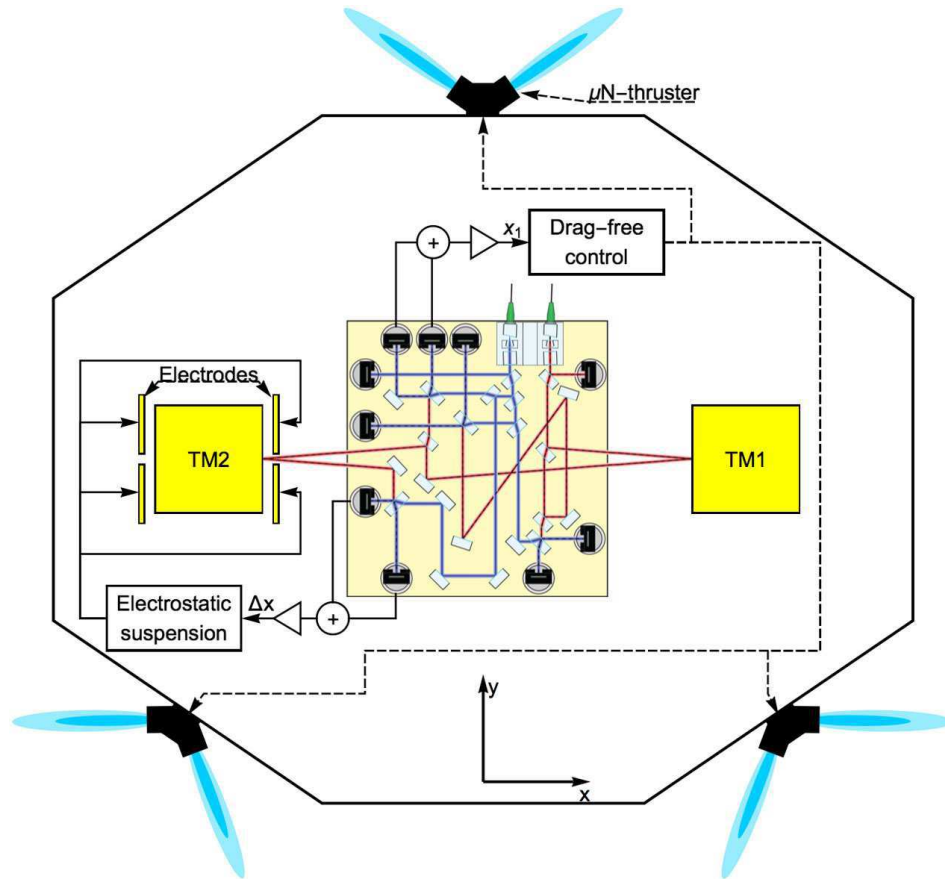 μN−thruster
x1
Drag−free
control
+
Electrodes
TM2
TM1
Electrostatic
suspension
Δx
+
y
x